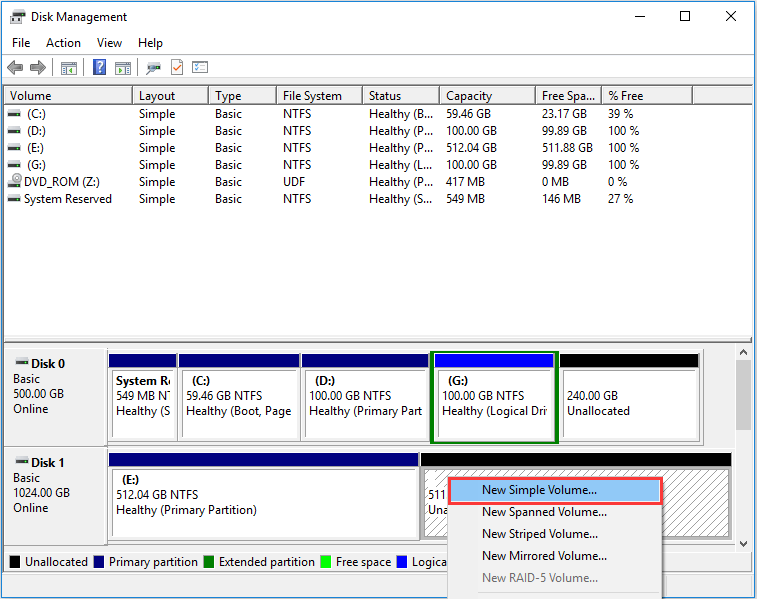 Disk Management
File Action View Help
Volume Layout Type File System Status Capacity Free Spa... % Free
(C:) Simple Basic NTFS Healthy (B... 59.46 GB 23.17 GB 39 %
(D:) Simple Basic NTFS Healthy (P... 100.00 GB 99.89 GB 100 %
(E:) Simple Basic NTFS Healthy (P... 512.04 GB 511.88 GB 100 %
(G:) Simple Basic NTFS Healthy (L... 100.00 GB 99.89 GB 100 %
DVD_ROM (Z:) Simple Basic UDF Healthy (P... 417 MB 0 MB 0 %
System Reserved Simple Basic NTFS Healthy (S... 549 MB 146 MB 27 %
Disk 0
Basic
500.00 GB
Online
System Re
549 MB NT
Healthy (S
(C:)
59.46 GB NTFS
Healthy (Boot, Page
(D:)
100.00 GB NTFS
Healthy (Primary Part
(G:)
100.00 GB NTFS
Healthy (Logical Dri
240.00 GB
Unallocated
Disk 1
Basic
1024.00 GB
Online
(E:)
512.04 GB NTFS
Healthy (Primary Partition)
511
Una
New Simple Volume...
New Spanned Volume...
New Striped Volume...
New Mirrored Volume...
New RAID-5 Volume...
Unallocated Primary partition Extended partition Free space Logica